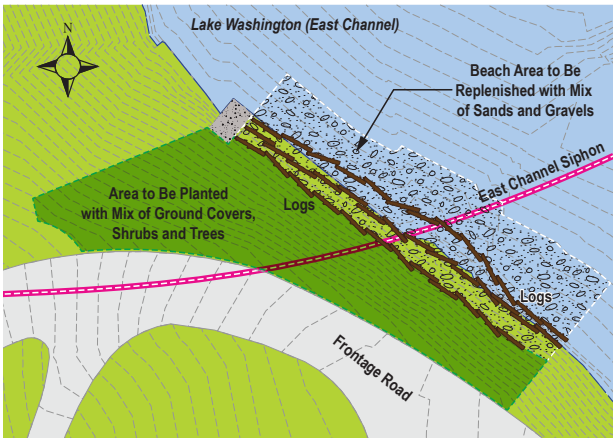 Lake Washington (East Channel)
N
Beach Area to Be
Replenished with Mix
of Sands and Gravels
East Channel Siphon
Area to Be Planted
with Mix of Ground Covers,
Shrubs and Trees
Logs
Logs
Frontage Road